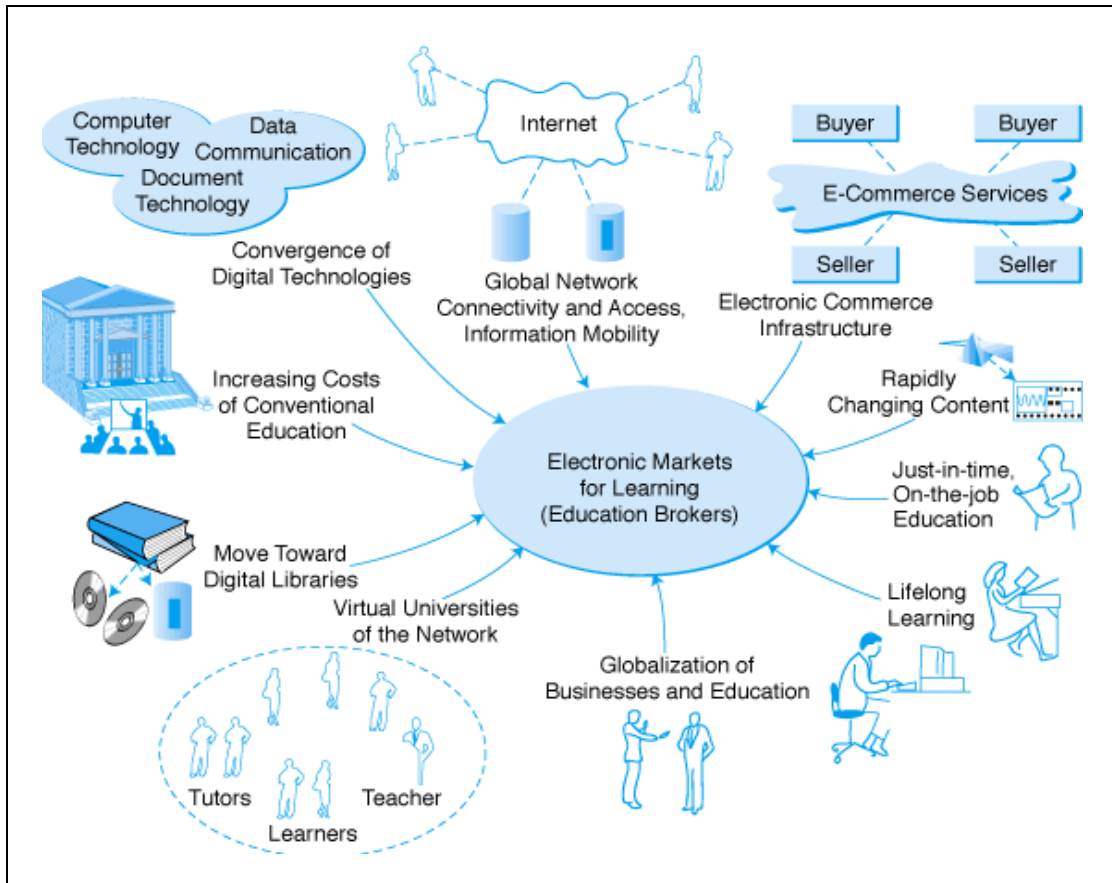 Computer
Technology
Data
Communication
Document
Technology
Internet
Buyer
Buyer
E-Commerce Services
Seller
Seller
Convergence of
Digital Technologies
Global Network
Connectivity and Access,
Information Mobility
Electronic Commerce
Infrastructure
Increasing Costs
of Conventional
Education
Rapidly
Changing Content
Electronic Markets
for Learning
(Education Brokers)
Just-in-time,
On-the-job
Education
Move Toward
Digital Libraries
Virtual Universities
of the Network
Lifelong
Learning
Globalization of
Businesses and Education
Tutors
Learners
Teacher